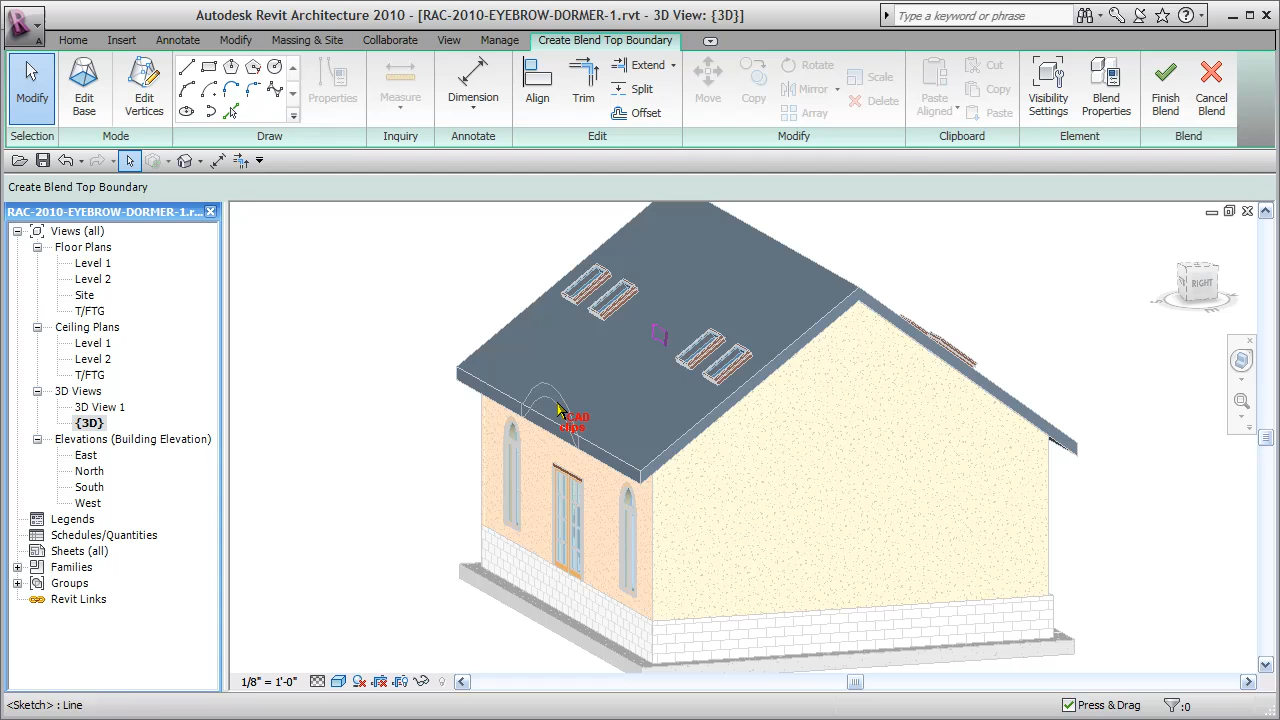 Autodesk Revit Architecture 2010 - [RAC-2010-EYEBROW-DORMER-1.rvt - 3D View: {3D}]
Type a keyword or phrase
Home Insert Annotate Modify Massing & Site Collaborate View Manage Create Blend Top Boundary
Modify
Edit Base
Edit Vertices
Properties
Measure
Dimension
Align
Trim
Extend
Split
Offset
Move
Copy
Rotate
Mirror
Array
Scale
Delete
Paste Aligned
Cut
Copy
Paste
Visibility Settings
Blend Properties
Finish Blend
Cancel Blend
Selection Mode Draw Inquiry Annotate Edit Modify Clipboard Element Blend
Create Blend Top Boundary
RAC-2010-EYEBROW-DORMER-1.r...
Views (all)
Floor Plans
Level 1
Level 2
Site
T/FTG
Ceiling Plans
Level 1
Level 2
T/FTG
3D Views
3D View 1
{3D}
Elevations (Building Elevation)
East
North
South
West
Legends
Schedules/Quantities
Sheets (all)
Families
Groups
Revit Links
RIGHT
CAD
clips
1/8" = 1'-0"
<Sketch> : Line
Press & Drag
:0